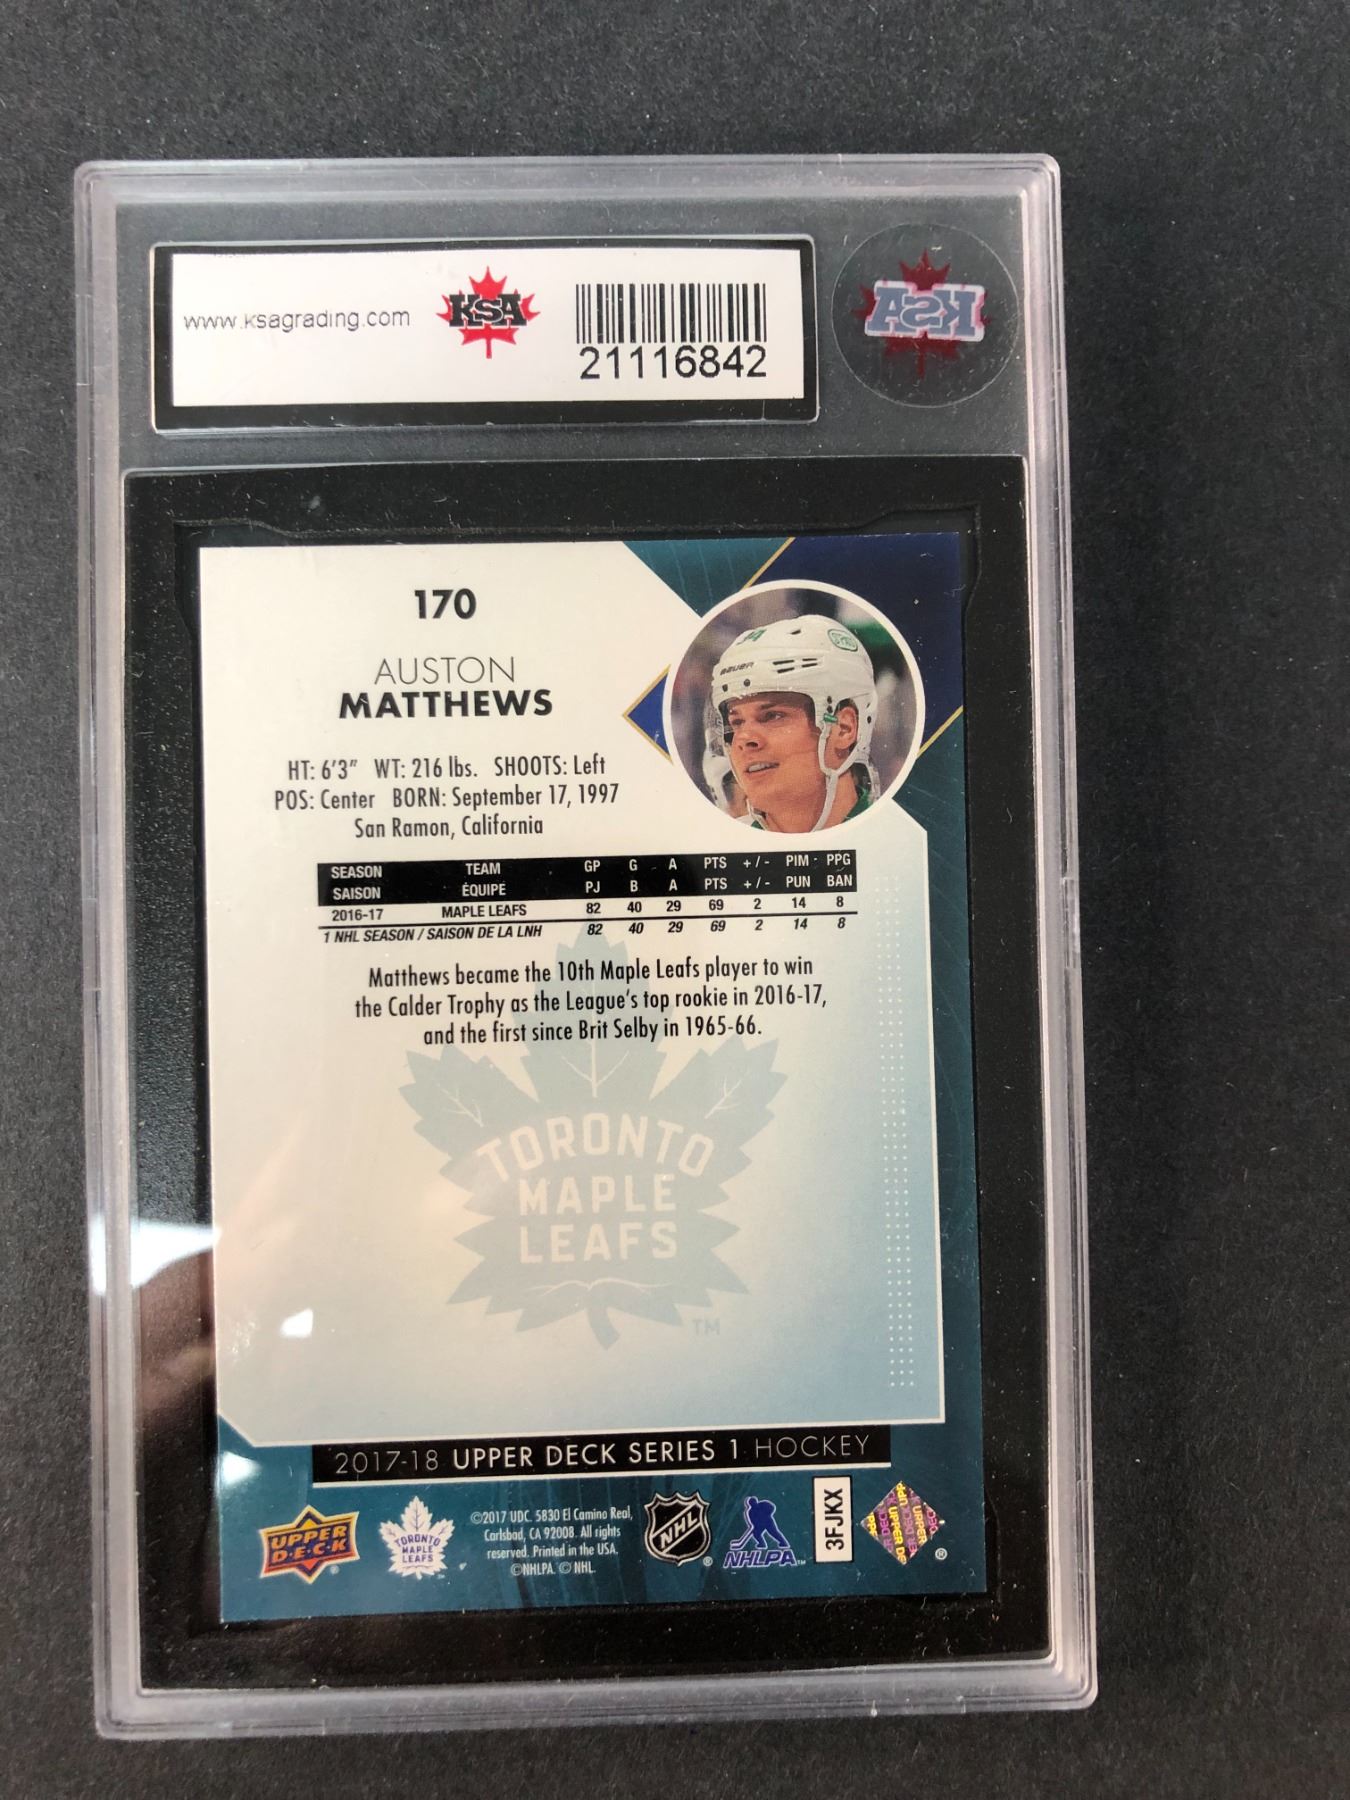 www.ksagrading.com
KSA
21116842
KSA
170
AUSTON
MATTHEWS
HT: 6'3" WT: 216 lbs. SHOOTS: Left
POS: Center BORN: September 17, 1997
San Ramon, California
SEASON TEAM GP G A PTS +/- PIM PPG
SAISON ÉQUIPE PJ B A PTS +/- PUN BAN
2016-17 MAPLE LEAFS 82 40 29 69 2 14 8
1 NHL SEASON / SAISON DE LA LNH 82 40 29 69 2 14 8
Matthews became the 10th Maple Leafs player to win
the Calder Trophy as the League's top rookie in 2016-17,
and the first since Brit Selby in 1965-66.
TORONTO
MAPLE
LEAFS
TM
2017-18 UPPER DECK SERIES 1 HOCKEY
UPPER
D·E·C·K
®
TORONTO
MAPLE
LEAFS
©2017 UDC. 5830 El Camino Real,
Carlsbad, CA 92008. All rights
reserved. Printed in the USA.
©NHLPA. © NHL.
NHL
®
NHLPA
3FJKX
®
BAUER
34